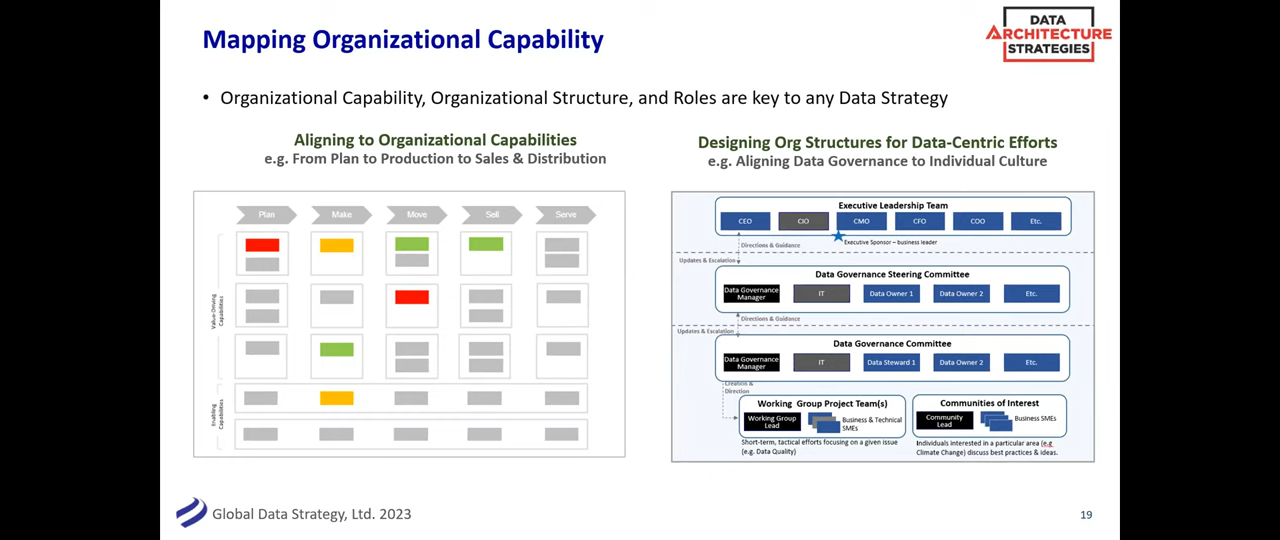 Mapping Organizational Capability
DATA
ARCHITECTURE
STRATEGIES
• Organizational Capability, Organizational Structure, and Roles are key to any Data Strategy
Aligning to Organizational Capabilities
e.g. From Plan to Production to Sales & Distribution
Plan
Make
Move
Sell
Serve
Value-Driving
Capabilities
Enabling
Capabilities
Designing Org Structures for Data-Centric Efforts
e.g. Aligning Data Governance to Individual Culture
Executive Leadership Team
CEO
CIO
CMO
CFO
COO
Etc.
Executive Sponsor – business leader
Directions & Guidance
Updates & Escalation
Data Governance Steering Committee
Data Governance
Manager
IT
Data Owner 1
Data Owner 2
Etc.
Directions & Guidance
Updates & Escalation
Data Governance Committee
Data Governance
Manager
IT
Data Steward 1
Data Owner 2
Etc.
Creations &
Direction
Working Group Project Team(s)
Working Group
Lead
Business & Technical
SMEs
Short-term, tactical efforts focusing on a given issue
(e.g. Data Quality)
Communities of Interest
Community
Lead
Business SMEs
Individuals interested in a particular area (e.g
Climate Change) discuss best practices & ideas.
Global Data Strategy, Ltd. 2023
19